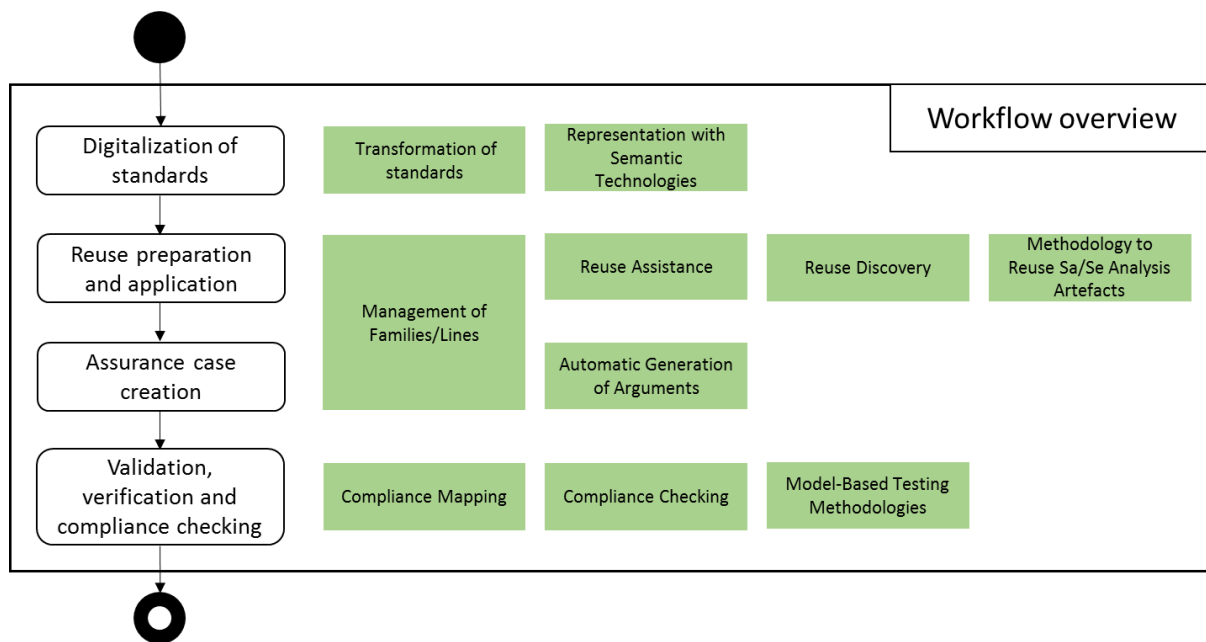 Workflow overview
Digitalization of
standards
Transformation of
standards
Representation with
Semantic
Technologies
Reuse preparation
and application
Management of
Families/Lines
Reuse Assistance
Reuse Discovery
Methodology to
Reuse Sa/Se Analysis
Artefacts
Assurance case
creation
Automatic Generation
of Arguments
Validation,
verification and
compliance checking
Compliance Mapping
Compliance Checking
Model-Based Testing
Methodologies